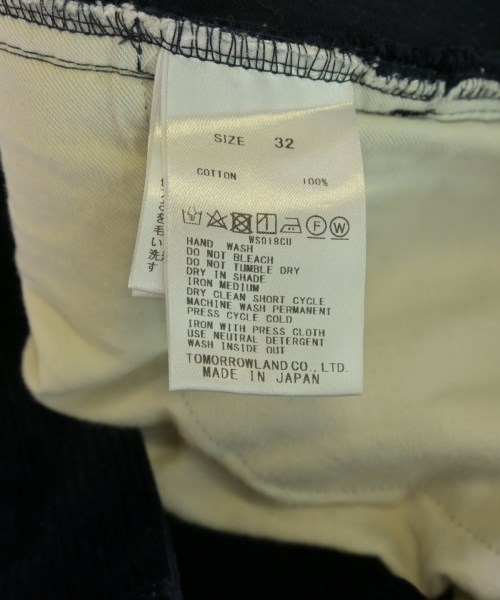 SIZE 32
COTTON 100%
F W
WS018CU
HAND WASH
DO NOT BLEACH
DO NOT TUMBLE DRY
DRY IN SHADE
IRON MEDIUM
DRY CLEAN SHORT CYCLE
MACHINE WASH PERMANENT
PRESS CYCLE COLD
IRON WITH PRESS CLOTH
USE NEUTRAL DETERGENT
WASH INSIDE OUT
TOMORROWLAND CO., LTD.
MADE IN JAPAN